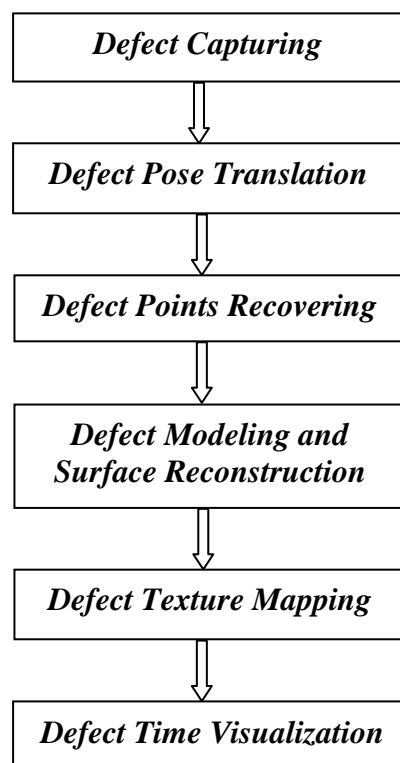 Defect Capturing
Defect Pose Translation
Defect Points Recovering
Defect Modeling and
Surface Reconstruction
Defect Texture Mapping
Defect Time Visualization